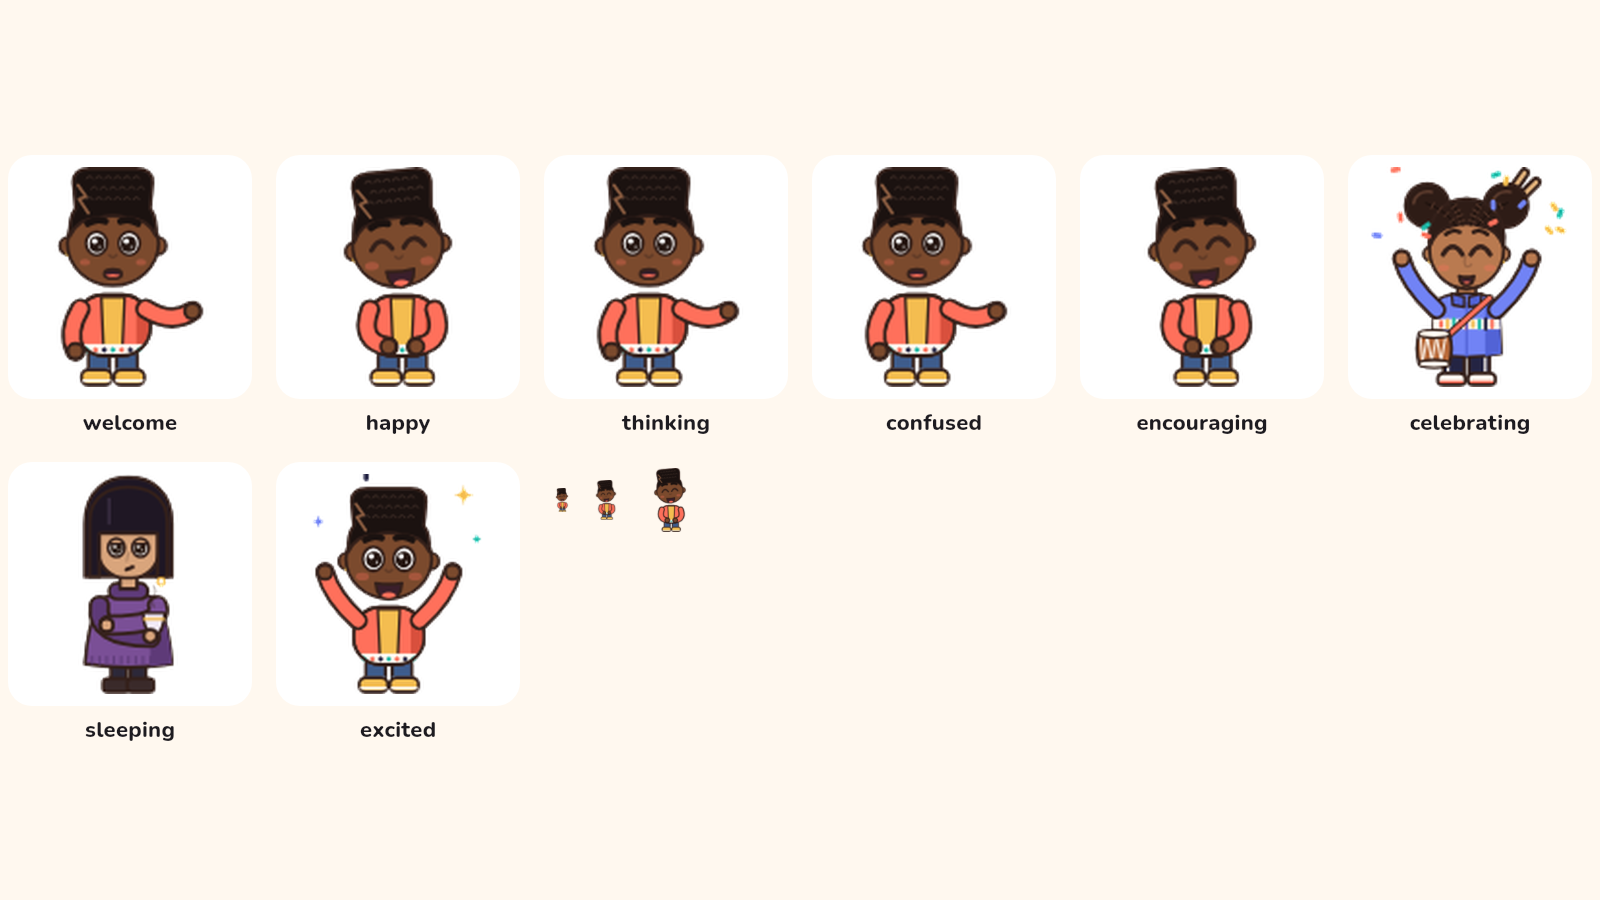 welcome
happy
thinking
confused
encouraging
celebrating
sleeping
excited